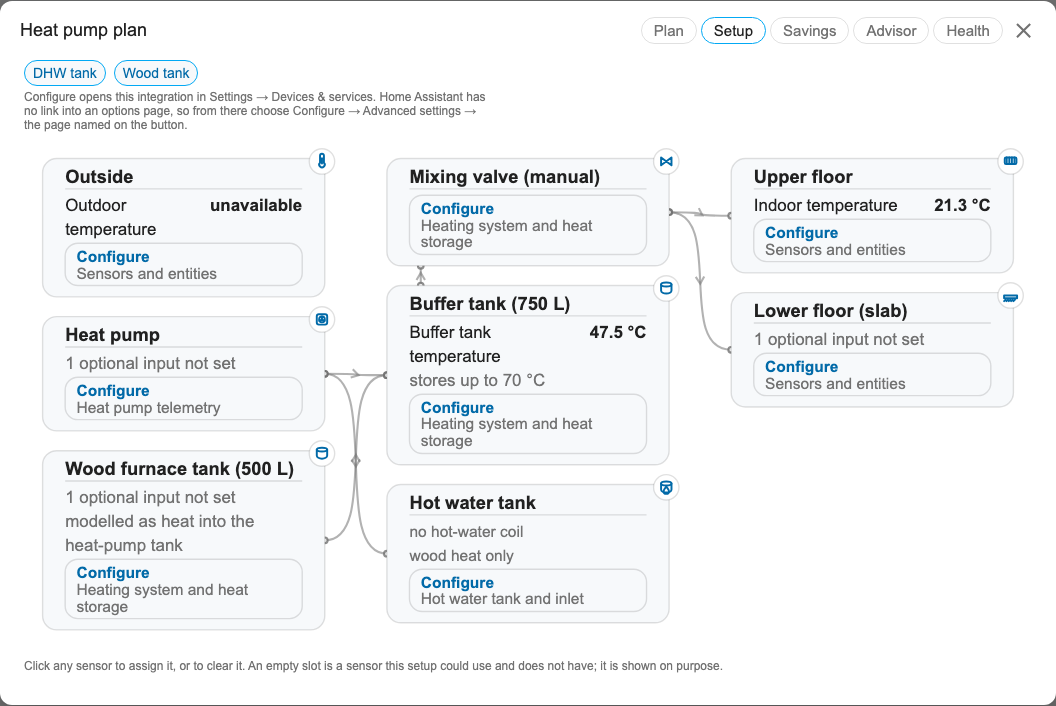 Heat pump plan
Plan
Setup
Savings
Advisor
Health
DHW tank
Wood tank
Configure opens this integration in Settings → Devices & services. Home Assistant has
no link into an options page, so from there choose Configure → Advanced settings →
the page named on the button.
Outside
Outdoor temperature unavailable
Configure
Sensors and entities
Heat pump
1 optional input not set
Configure
Heat pump telemetry
Wood furnace tank (500 L)
1 optional input not set
modelled as heat into the
heat-pump tank
Configure
Heating system and heat
storage
Mixing valve (manual)
Configure
Heating system and heat
storage
Buffer tank (750 L)
Buffer tank temperature 47.5 °C
stores up to 70 °C
Configure
Heating system and heat
storage
Hot water tank
no hot-water coil
wood heat only
Configure
Hot water tank and inlet
Upper floor
Indoor temperature 21.3 °C
Configure
Sensors and entities
Lower floor (slab)
1 optional input not set
Configure
Sensors and entities
Click any sensor to assign it, or to clear it. An empty slot is a sensor this setup could use and does not have; it is shown on purpose.